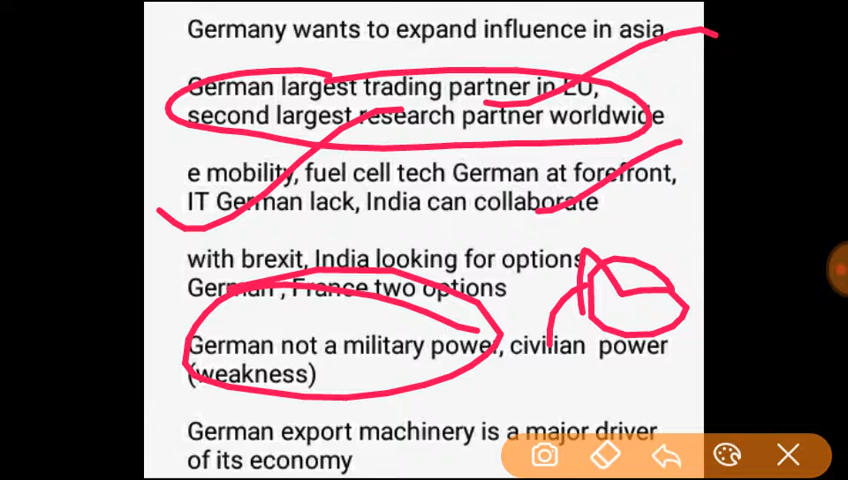 Germany wants to expand influence in asia,
German largest trading partner in EU,
second largest research partner worldwide
e mobility, fuel cell tech German at forefront,
IT German lack, India can collaborate
with brexit, India looking for options
German , France two options
German not a military power, civilian power
(weakness)
German export machinery is a major driver
of its economy